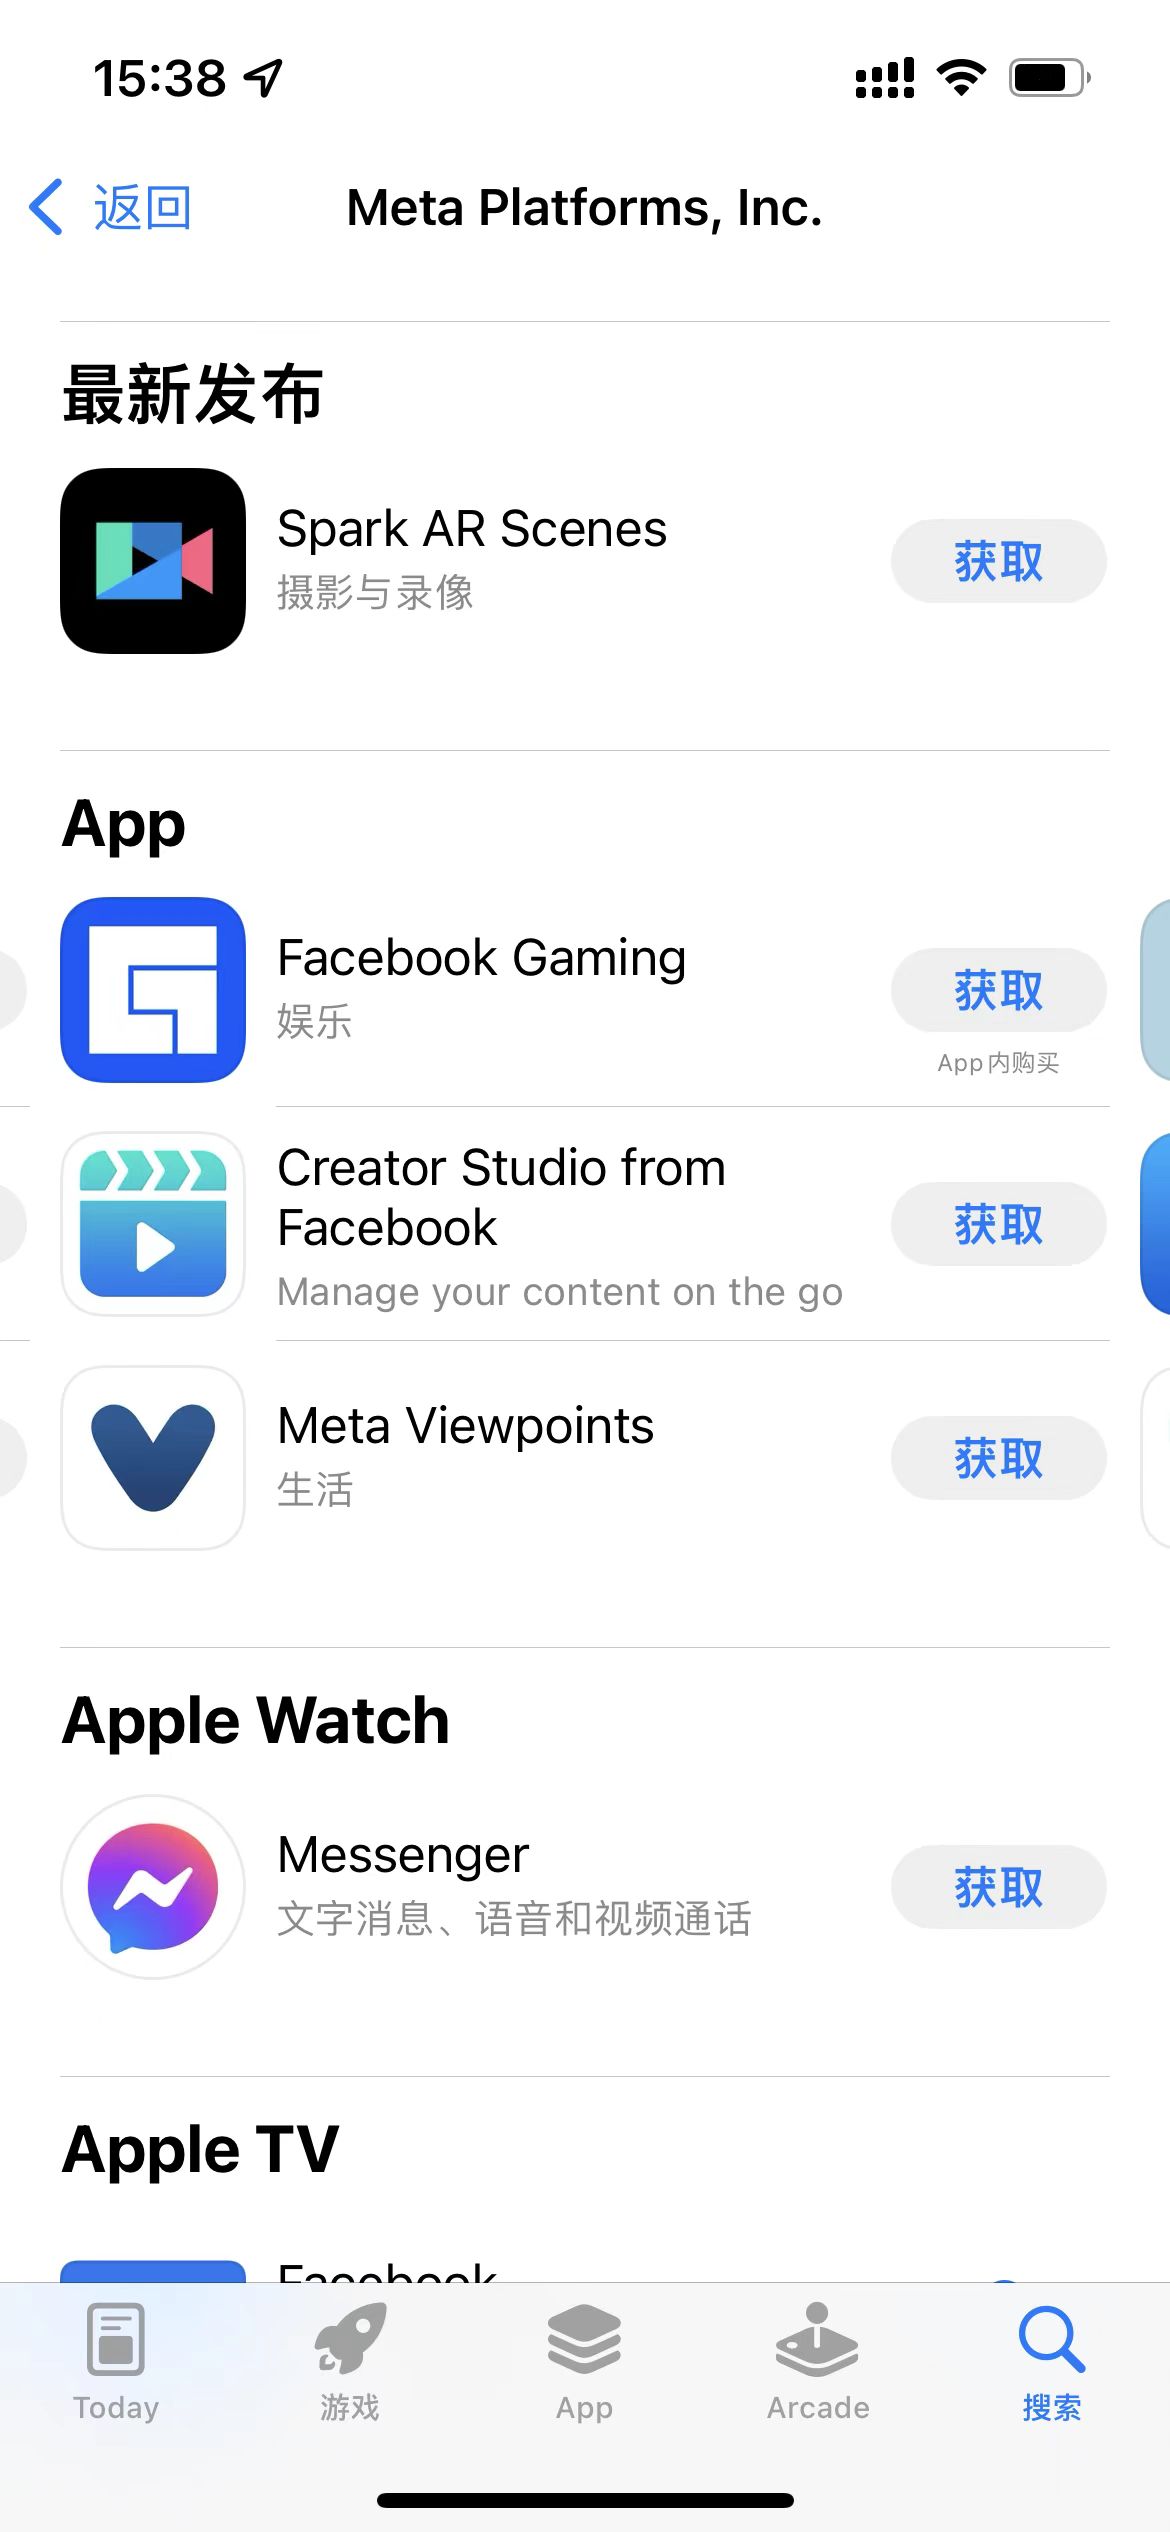 15:38
返回
Meta Platforms, Inc.
最新发布
Spark AR Scenes
摄影与录像
获取
App
Facebook Gaming
娱乐
获取
App 内购买
Creator Studio from
Facebook
Manage your content on the go
获取
Meta Viewpoints
生活
获取
Apple Watch
Messenger
文字消息、语音和视频通话
获取
Apple TV
Facebook
Today
游戏
App
Arcade
搜索